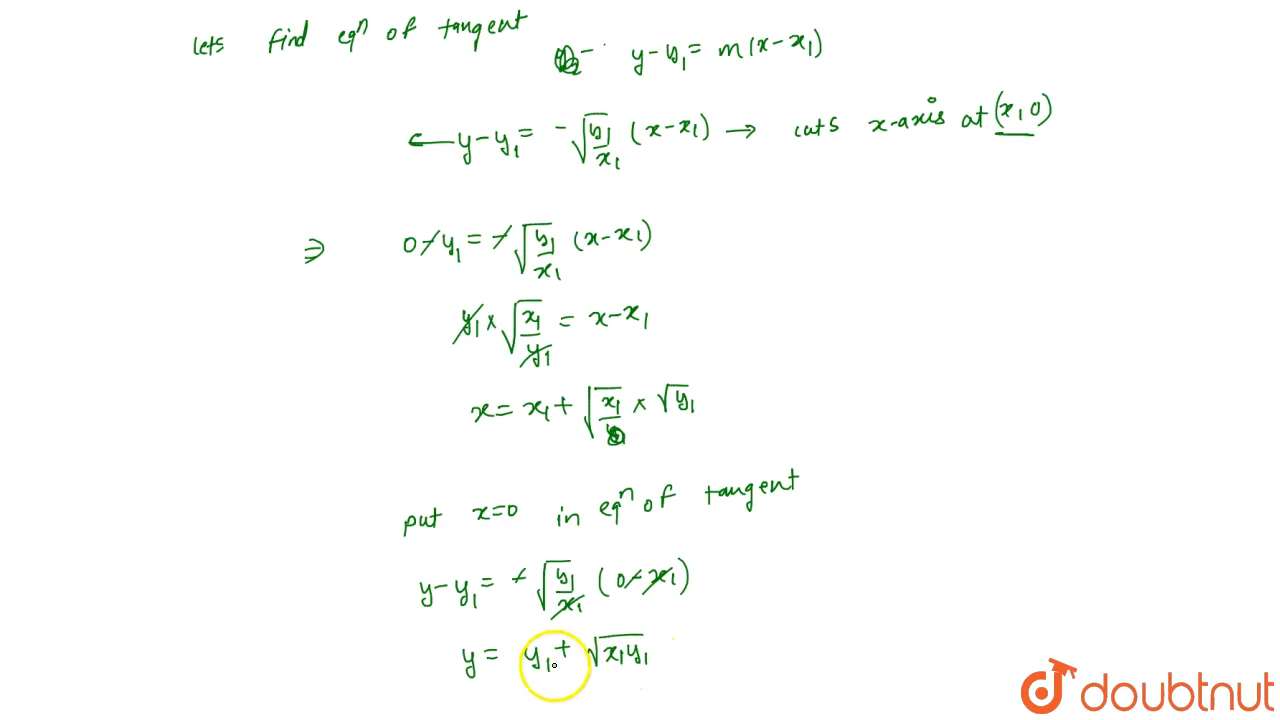 lets find eqⁿ of tangent
y-y₁ = m(x-x₁)
← y-y₁ = -√(y₁/x₁) (x-x₁) → cuts x-axis at (x,0)
⇒ 0-y₁ = -√(y₁/x₁) (x-x₁)
y₁ × √(x₁/y₁) = x-x₁
x = x₁ + √x₁ × √y₁
put x=0 in eqⁿ of tangent
y-y₁ = -√(y₁/x₁) (0-x₁)
y = y₁ + √(x₁y₁)
doubtnut